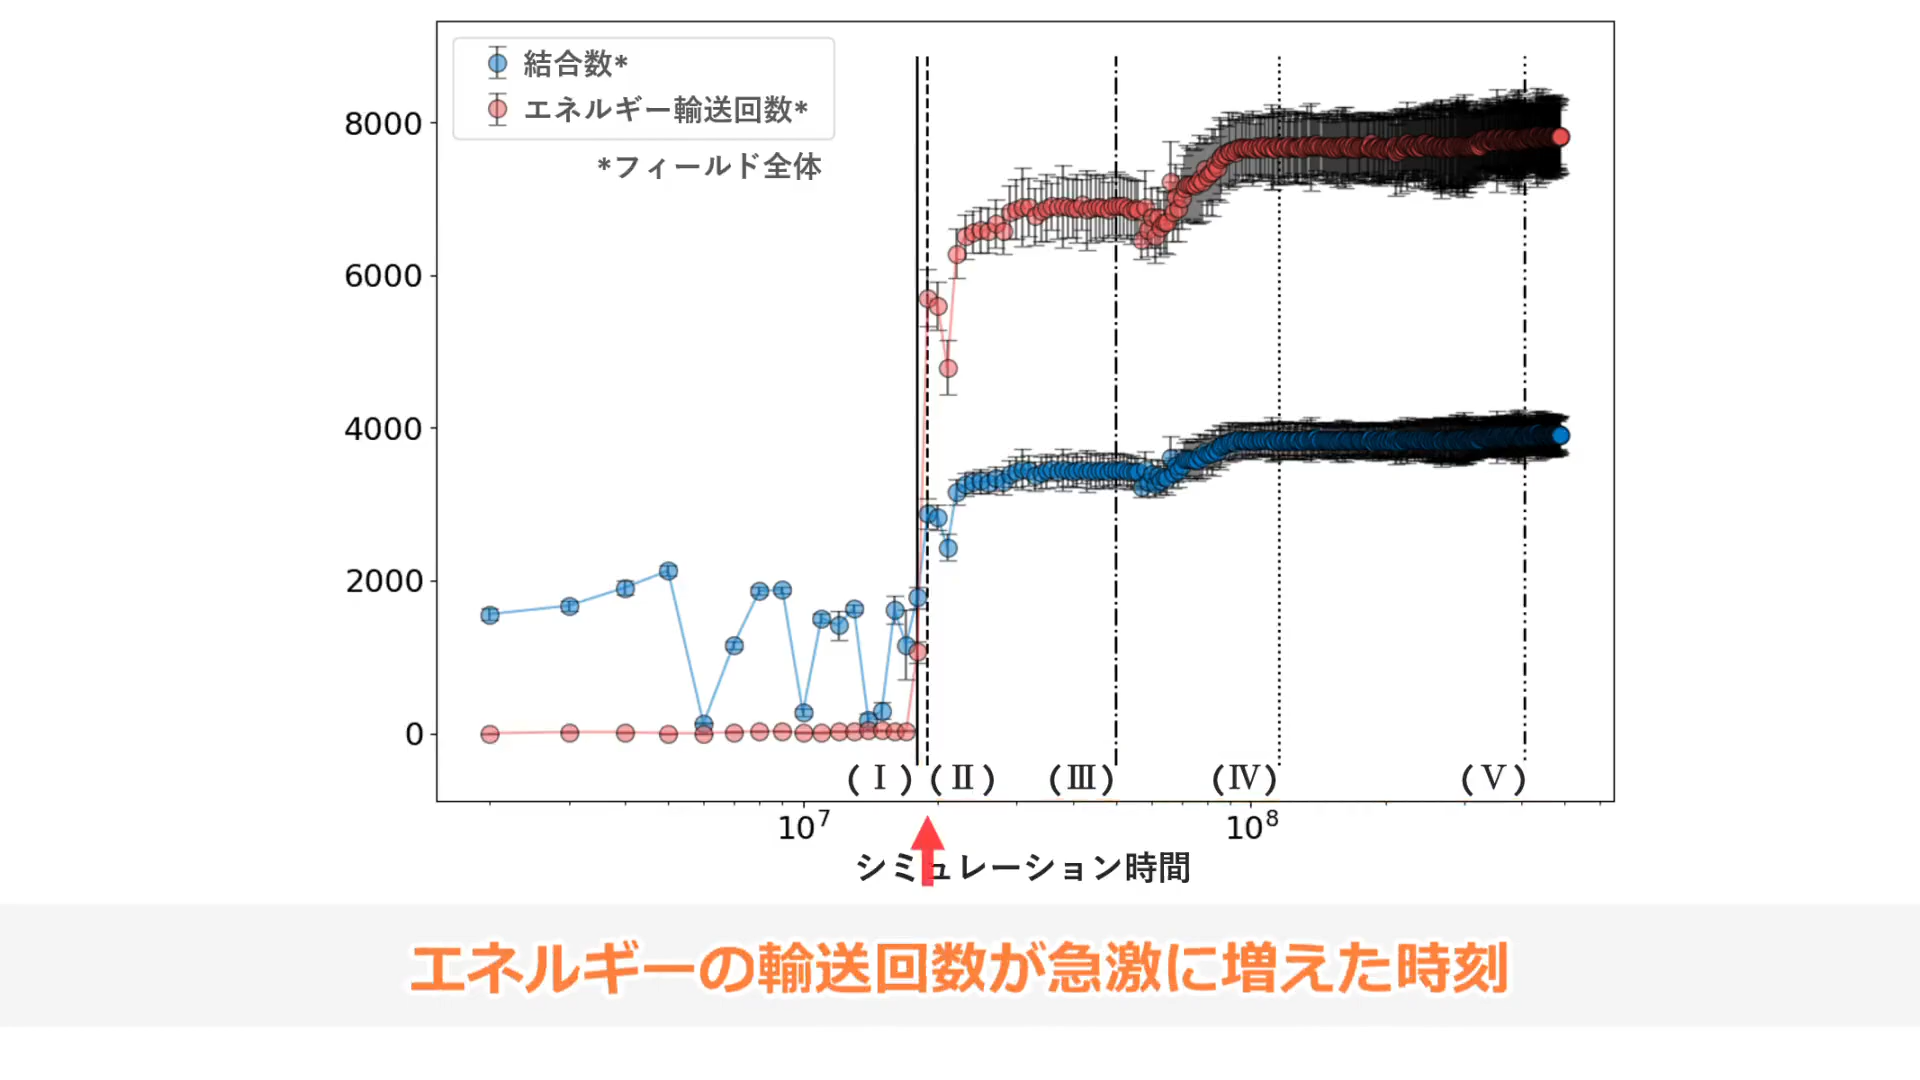 結合数*
エネルギー輸送回数*
*フィールド全体
8000
6000
4000
2000
0
(Ⅰ) (Ⅱ) (Ⅲ) (Ⅳ) (Ⅴ)
10⁷ 10⁸
シミュレーション時間
エネルギーの輸送回数が急激に増えた時刻